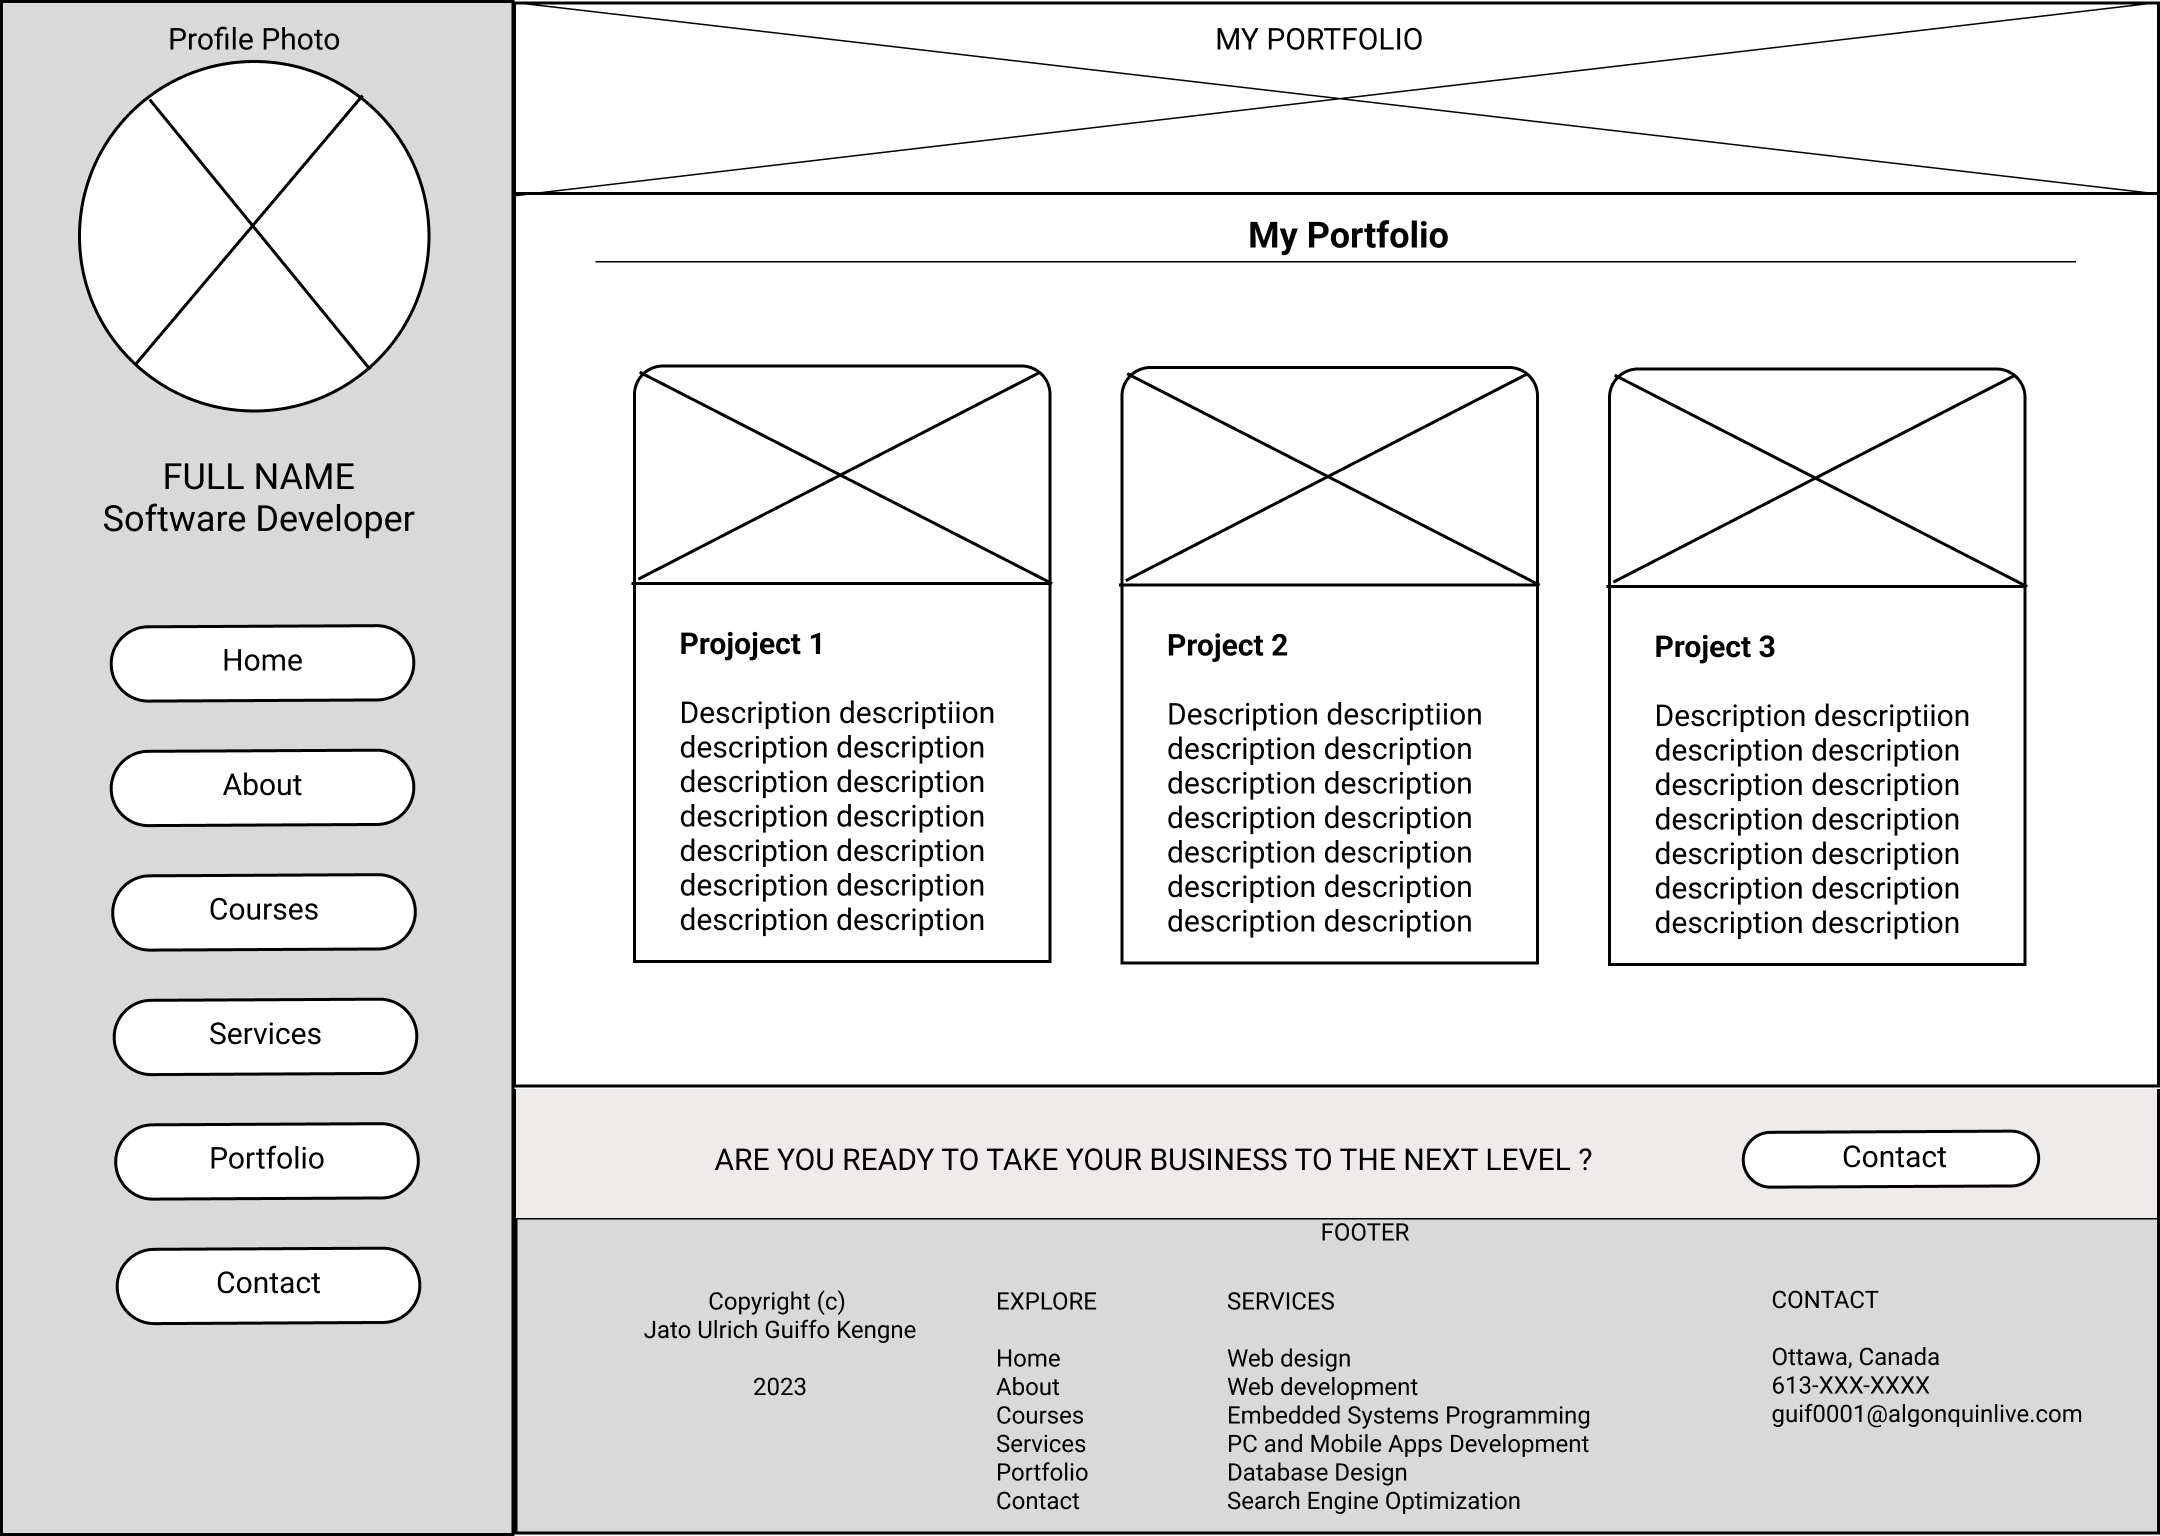 Profile Photo
FULL NAME
Software Developer
Home
About
Courses
Services
Portfolio
Contact
MY PORTFOLIO
My Portfolio
Projoject 1
Description descriptiion
description description
description description
description description
description description
description description
description description
Project 2
Description descriptiion
description description
description description
description description
description description
description description
description description
Project 3
Description descriptiion
description description
description description
description description
description description
description description
description description
ARE YOU READY TO TAKE YOUR BUSINESS TO THE NEXT LEVEL ?
Contact
FOOTER
Copyright (c)
Jato Ulrich Guiffo Kengne
2023
EXPLORE
Home
About
Courses
Services
Portfolio
Contact
SERVICES
Web design
Web development
Embedded Systems Programming
PC and Mobile Apps Development
Database Design
Search Engine Optimization
CONTACT
Ottawa, Canada
613-XXX-XXXX
guif0001@algonquinlive.com